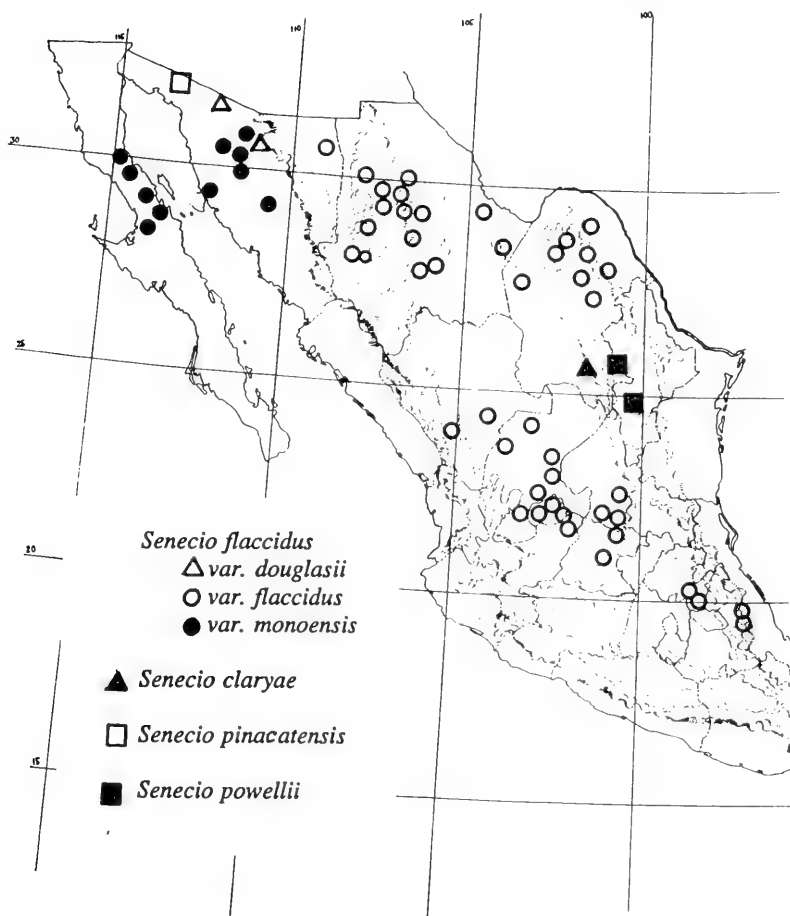 115
110
105
100
30
25
20
15
Senecio flaccidus
var. douglasii
var. flaccidus
var. monoensis
Senecio claryae
Senecio pinacatensis
Senecio powellii